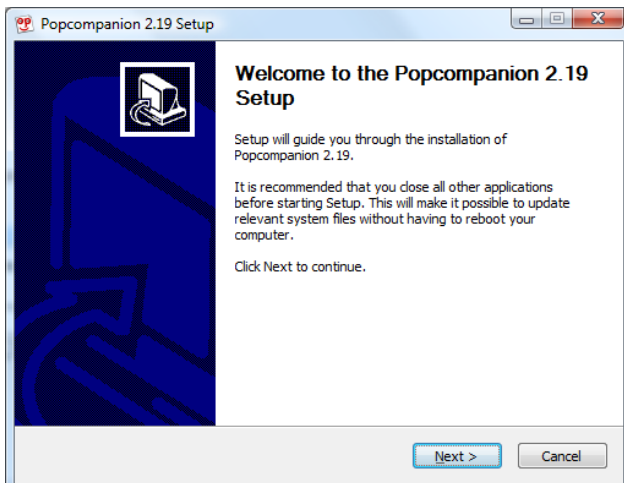 Popcompanion 2.19 Setup
Welcome to the Popcompanion 2.19
Setup
Setup will guide you through the installation of
Popcompanion 2.19.
It is recommended that you close all other applications
before starting Setup. This will make it possible to update
relevant system files without having to reboot your
computer.
Click Next to continue.
Next >
Cancel